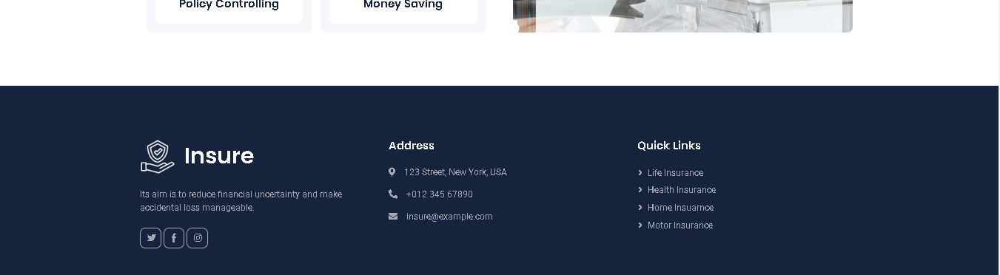 Policy Controlling
Money Saving
Insure
Its aim is to reduce financial uncertainty and make
accidental loss manageable.
Address
123 Street, New York, USA
+012 345 67890
insure@example.com
Quick Links
Life Insurance
Health Insurance
Home Insuarnce
Motor Insurance